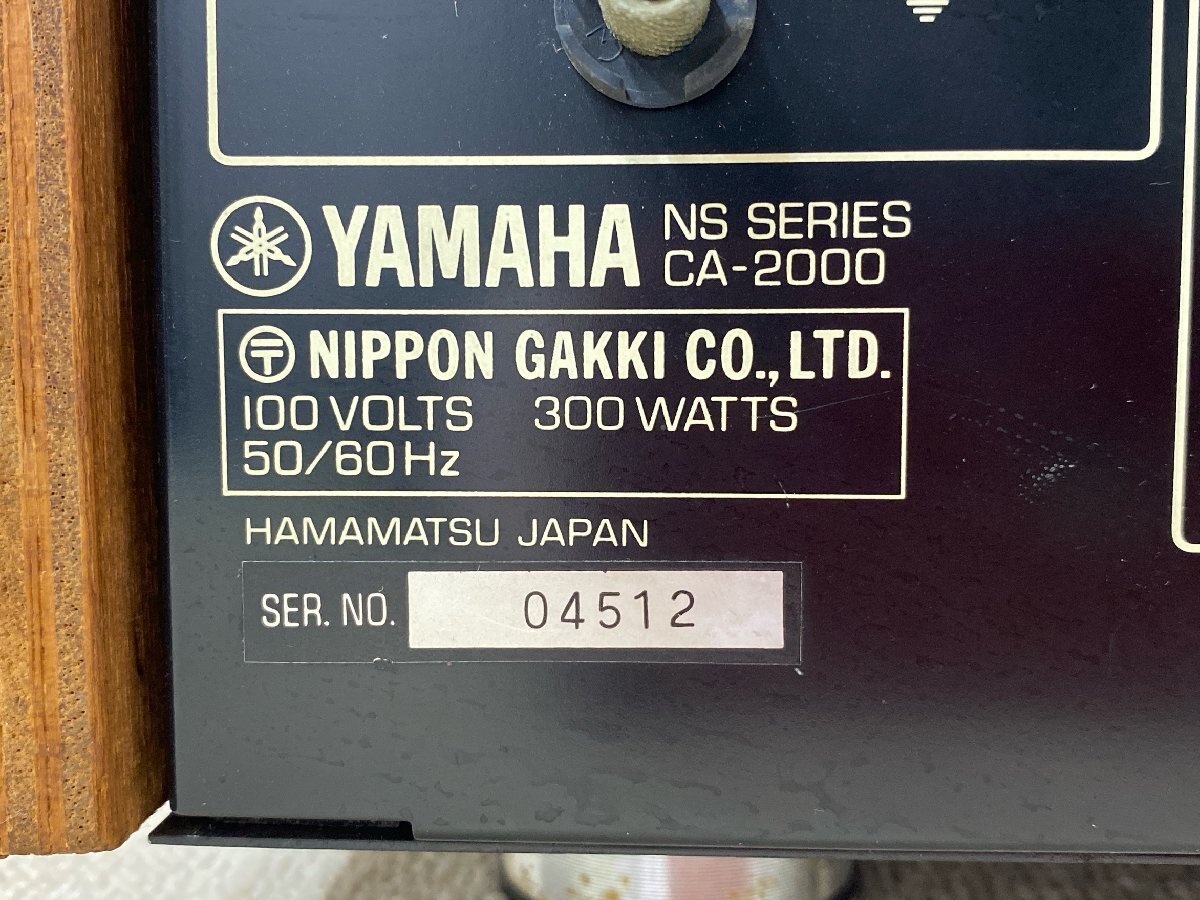 YAMAHA NS SERIES
CA-2000
NIPPON GAKKI CO., LTD.
100 VOLTS 300 WATTS
50/60 Hz
HAMAMATSU JAPAN
SER. NO. 04512